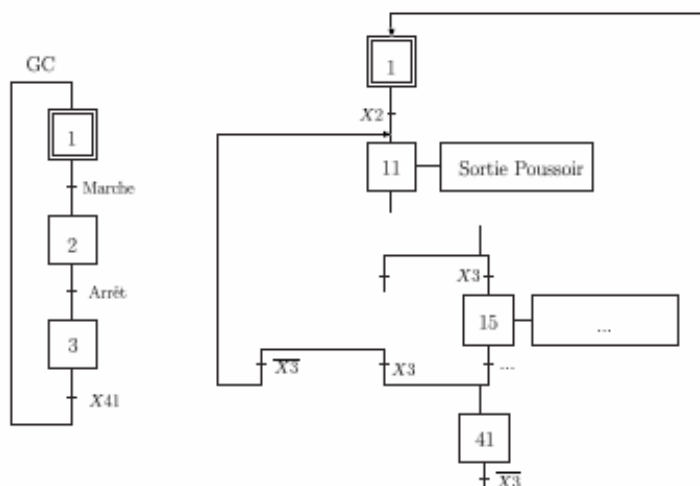 GC
1
Marche
2
Arrêt
3
X41
1
X2
11
Sortie Poussoir
X3
15
...
X̅3̅
X3
...
41
X̅3̅